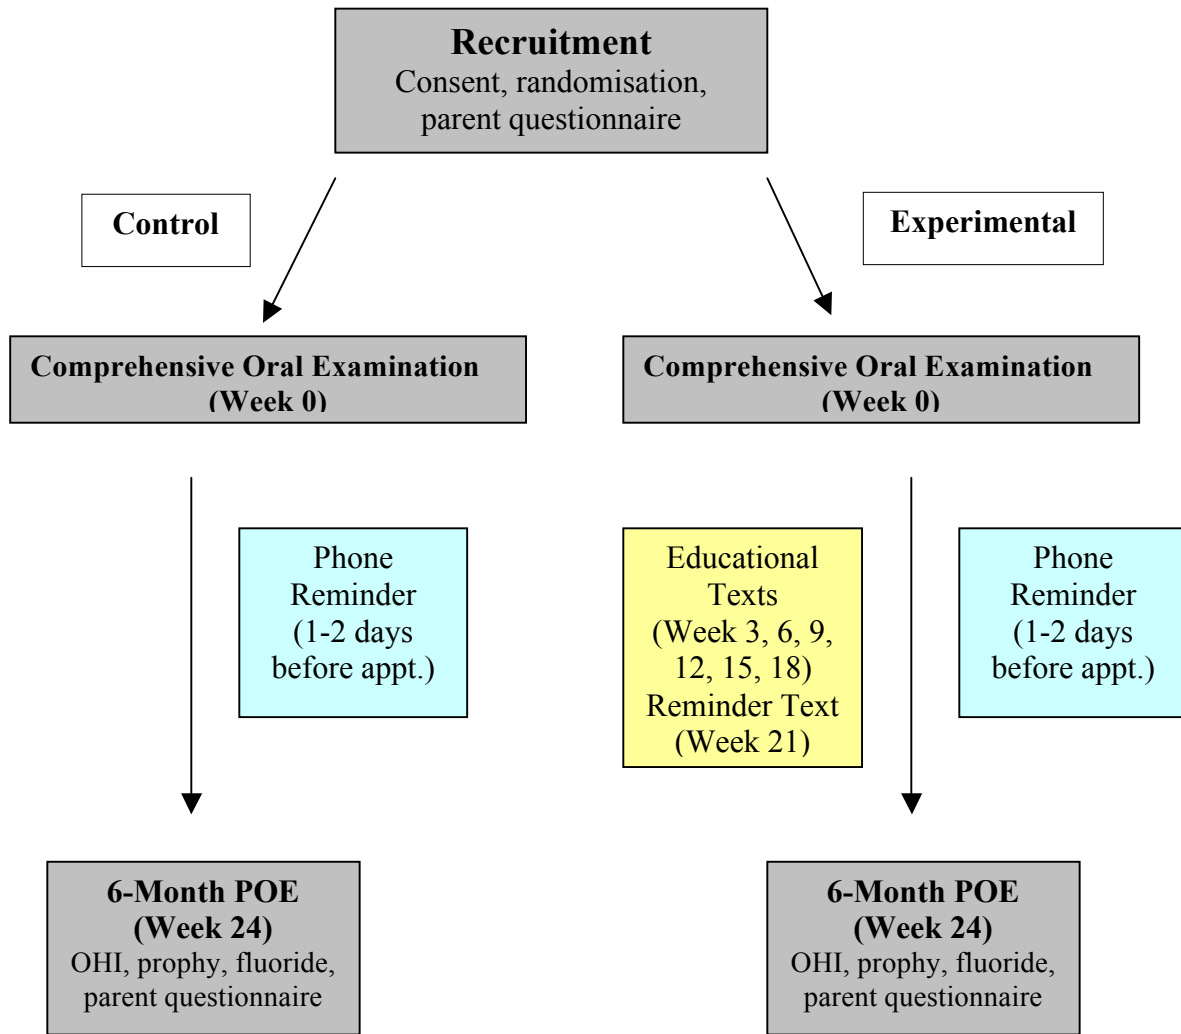 Recruitment
Consent, randomisation,
parent questionnaire
Control
Experimental
Comprehensive Oral Examination
(Week 0)
Comprehensive Oral Examination
(Week 0)
Phone
Reminder
(1-2 days
before appt.)
Educational
Texts
(Week 3, 6, 9,
12, 15, 18)
Reminder Text
(Week 21)
Phone
Reminder
(1-2 days
before appt.)
6-Month POE
(Week 24)
OHI, prophy, fluoride,
parent questionnaire
6-Month POE
(Week 24)
OHI, prophy, fluoride,
parent questionnaire